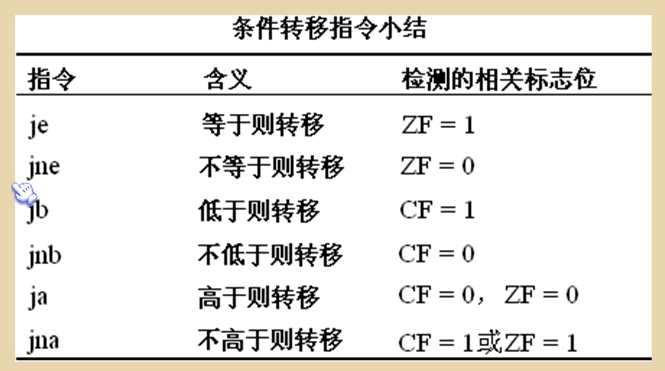 条件转移指令小结
指令 含义 检测的相关标志位
je 等于则转移 ZF = 1
jne 不等于则转移 ZF = 0
jb 低于则转移 CF = 1
jnb 不低于则转移 CF = 0
ja 高于则转移 CF = 0， ZF = 0
jna 不高于则转移 CF = 1或ZF = 1